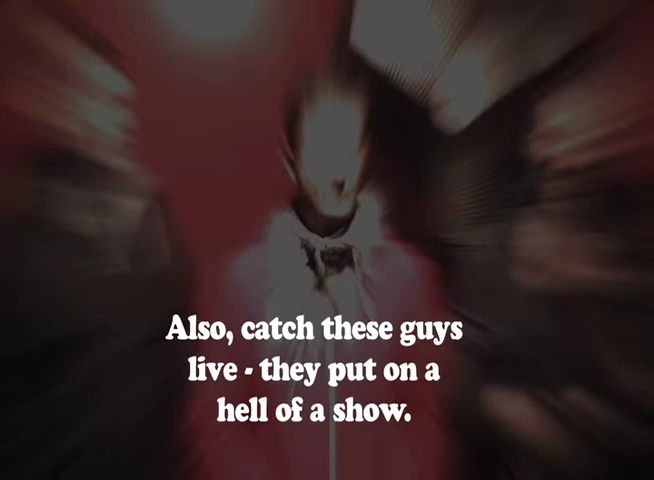 Also, catch these guys
live - they put on a
hell of a show.